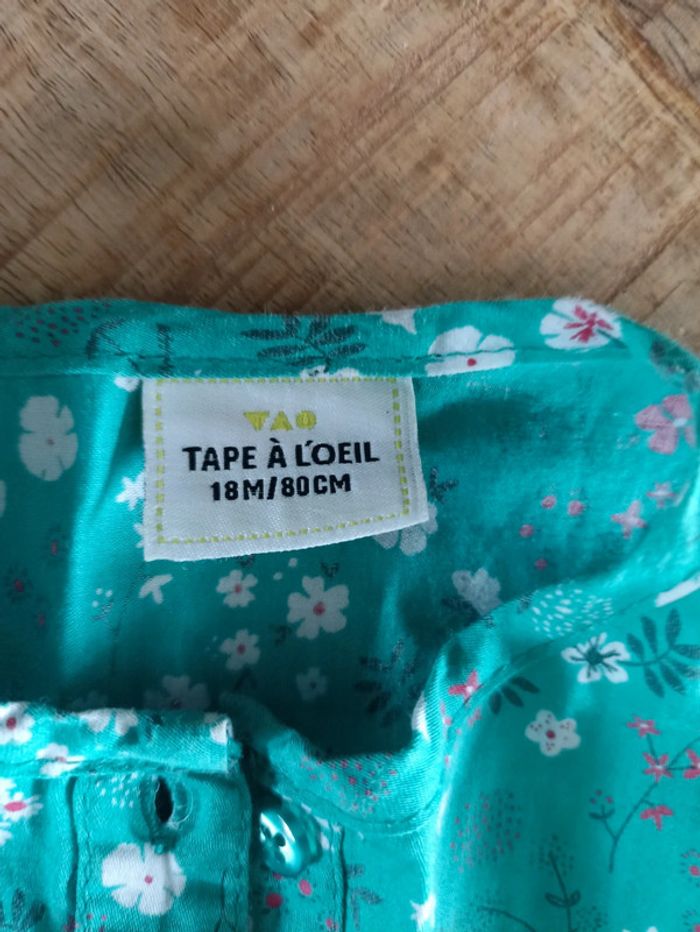 TAO
TAPE À L'OEIL
18M/80CM